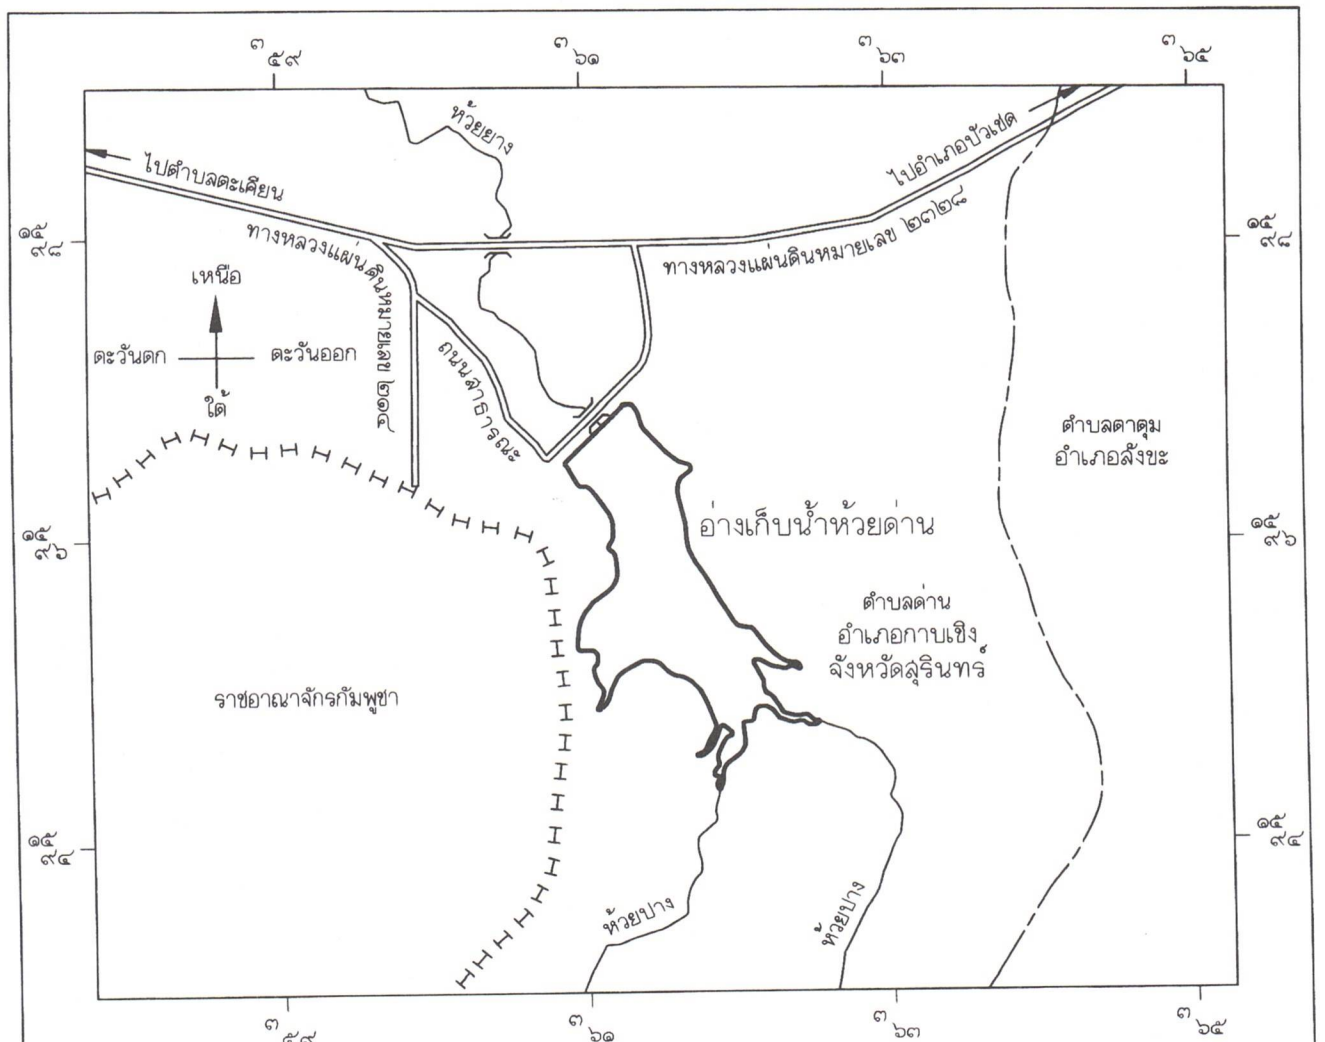 ๓ ๕๙
๓ ๖๑
๓ ๖๓
๓ ๖๕
ห้วยยาง
ไปอำเภอบัวเชด
ไปตำบลตะเคียน
ทางหลวงแผ่นดินหมายเลข ๒๓๒๘
ทางหลวงแผ่นดินหมายเลข ๒๑๔
๑๕ ๙๘
๑๕ ๙๘
เหนือ
ตะวันตก
ตะวันออก
ใต้
ถนนสาธารณะ
ตำบลตาตุม
อำเภอสังขะ
อ่างเก็บน้ำห้วยด่าน
๑๕ ๙๖
๑๕ ๙๖
ตำบลด่าน
อำเภอกาบเชิง
จังหวัดสุรินทร์
ราชอาณาจักรกัมพูชา
๑๕ ๙๔
๑๕ ๙๔
ห้วยปาง
ห้วยปาง
๓ ๕๙
๓ ๖๑
๓ ๖๓
๓ ๖๕